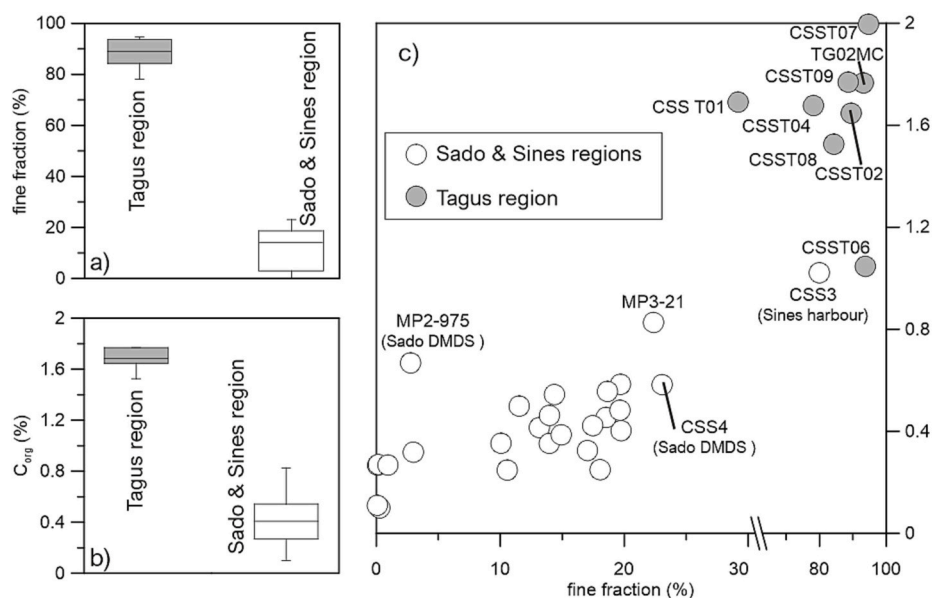 a)
fine fraction (%)
100
80
60
40
20
0
Tagus region
Sado & Sines region
b)
C_org (%)
2
1.6
1.2
0.8
0.4
0
Tagus region
Sado & Sines region
c)
Sado & Sines regions
Tagus region
CSST07
TG02MC
CSST09
CSS T01
CSST04
CSST08
CSST02
CSST06
CSS3
(Sines harbour)
MP3-21
MP2-975
(Sado DMDS )
CSS4
(Sado DMDS )
2
1.6
1.2
0.8
0.4
0
0
10
20
30
80
90
100
fine fraction (%)